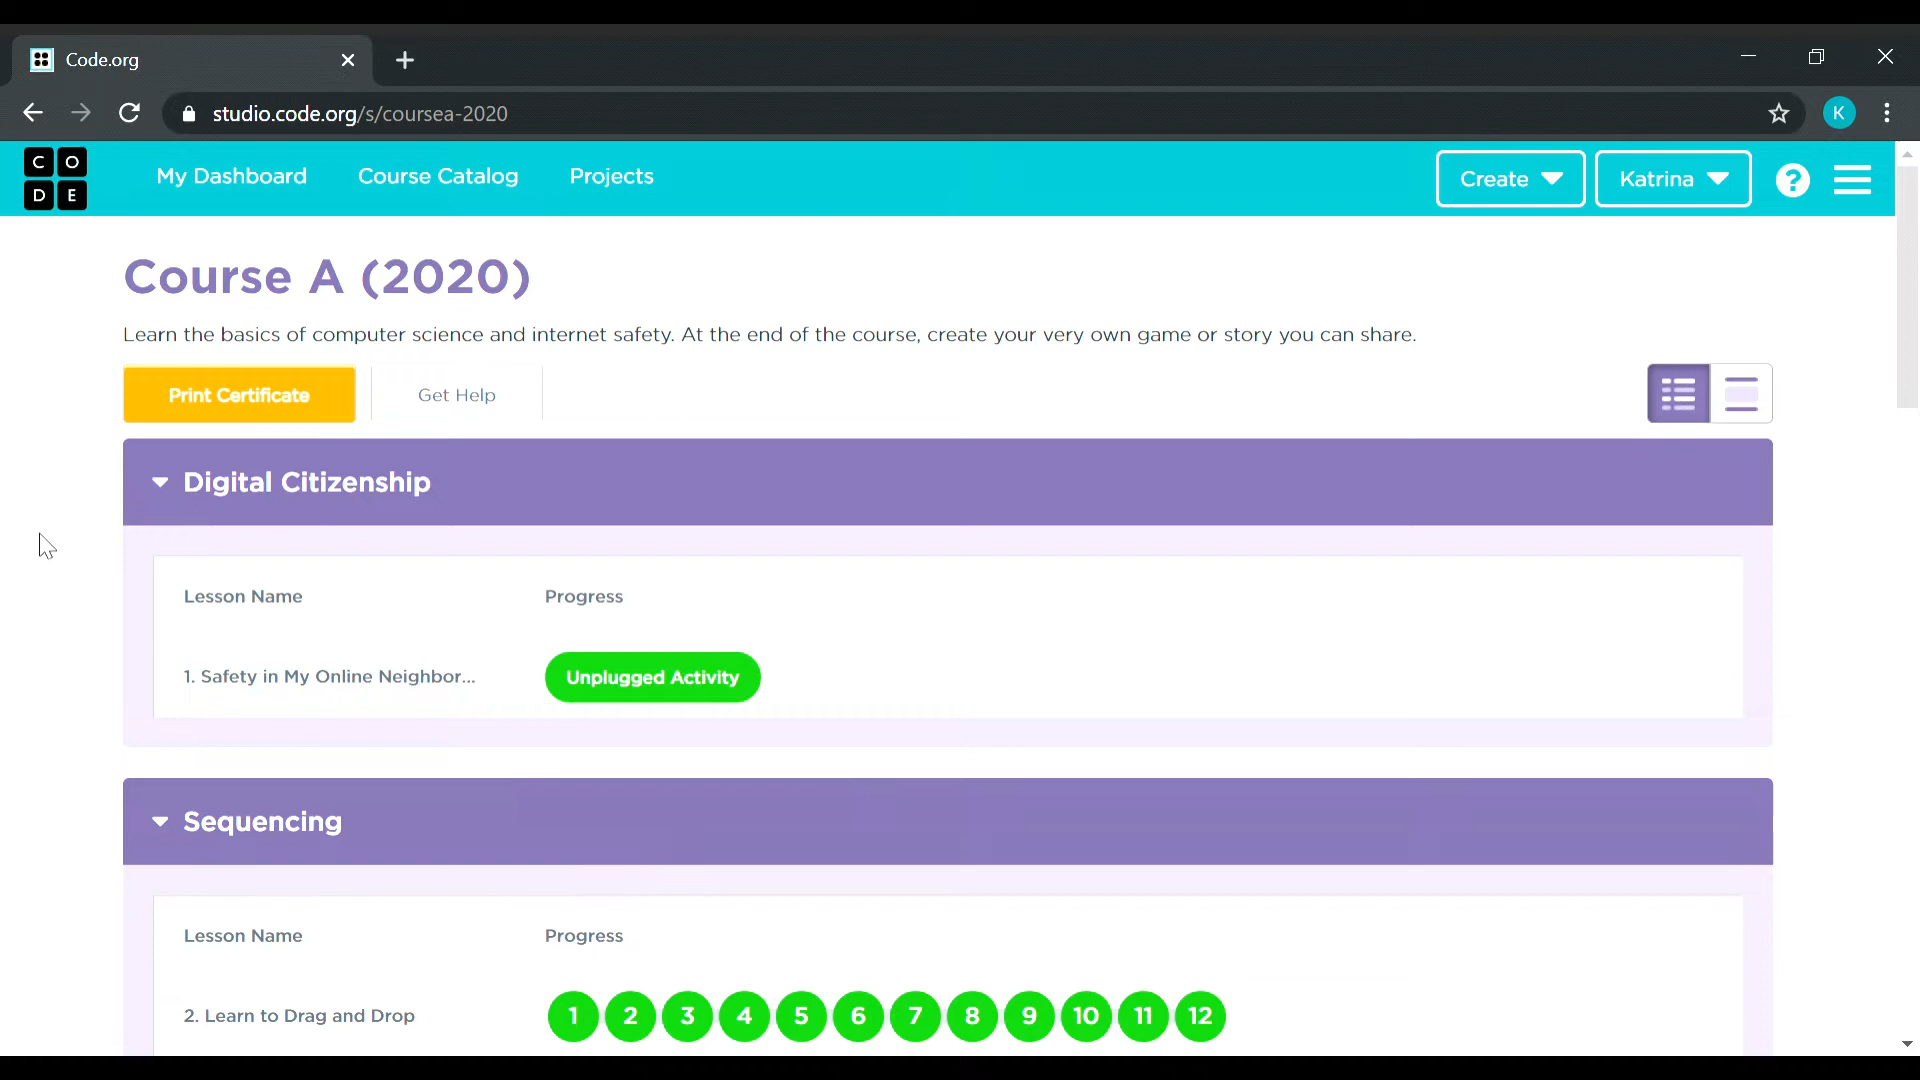 Code.org
studio.code.org/s/coursea-2020
K
C O
D E
My Dashboard
Course Catalog
Projects
Create
Katrina
?
Course A (2020)
Learn the basics of computer science and internet safety. At the end of the course, create your very own game or story you can share.
Print Certificate
Get Help
Digital Citizenship
Lesson Name
Progress
1. Safety in My Online Neighbor...
Unplugged Activity
Sequencing
Lesson Name
Progress
2. Learn to Drag and Drop
1 2 3 4 5 6 7 8 9 10 11 12